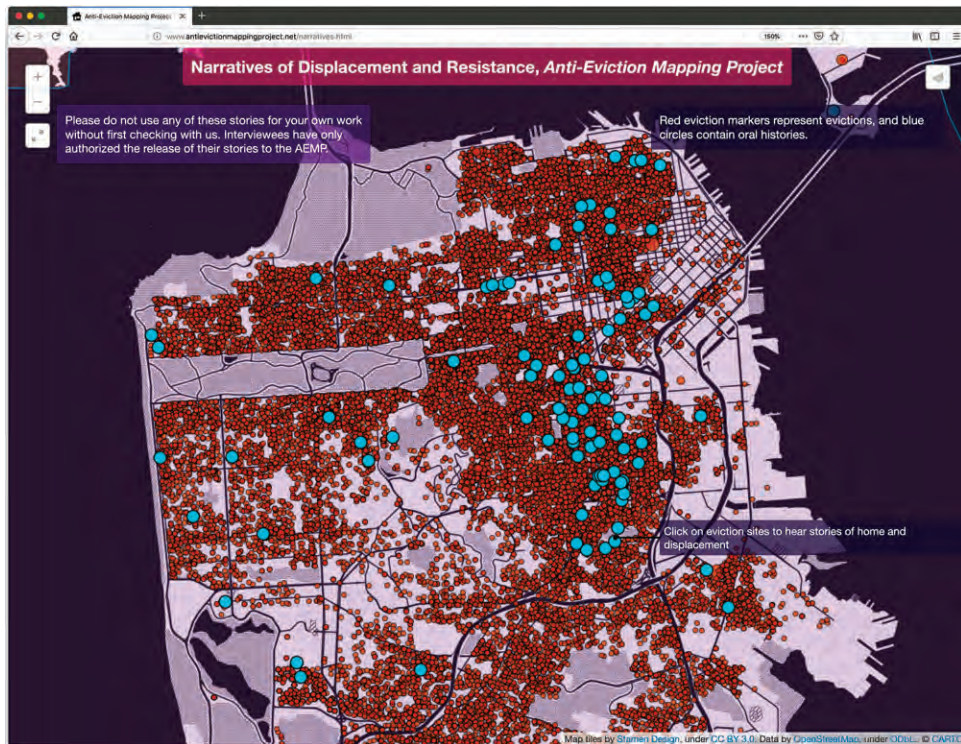 Anti-Eviction Mapping Project
www.antievictionmappingproject.net/narratives.html
150%
Narratives of Displacement and Resistance, Anti-Eviction Mapping Project
+
−
Please do not use any of these stories for your own work
without first checking with us. Interviewees have only
authorized the release of their stories to the AEMP.
Red eviction markers represent evictions, and blue
circles contain oral histories.
Click on eviction sites to hear stories of home and
displacement
Map tiles by Stamen Design, under CC BY 3.0. Data by OpenStreetMap, under ODbL. © CARTO